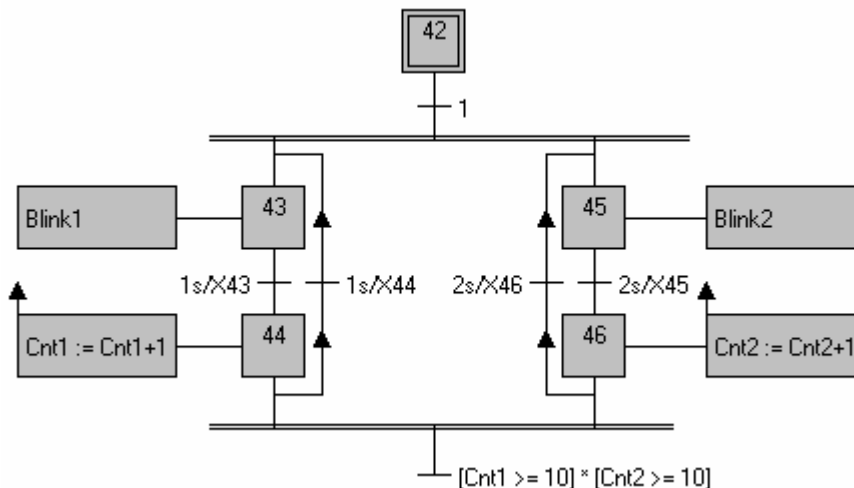 42
1
43
45
Blink1
Blink2
1s/X43
1s/X44
2s/X46
2s/X45
44
46
Cnt1 := Cnt1+1
Cnt2 := Cnt2+1
[Cnt1 >= 10] * [Cnt2 >= 10]